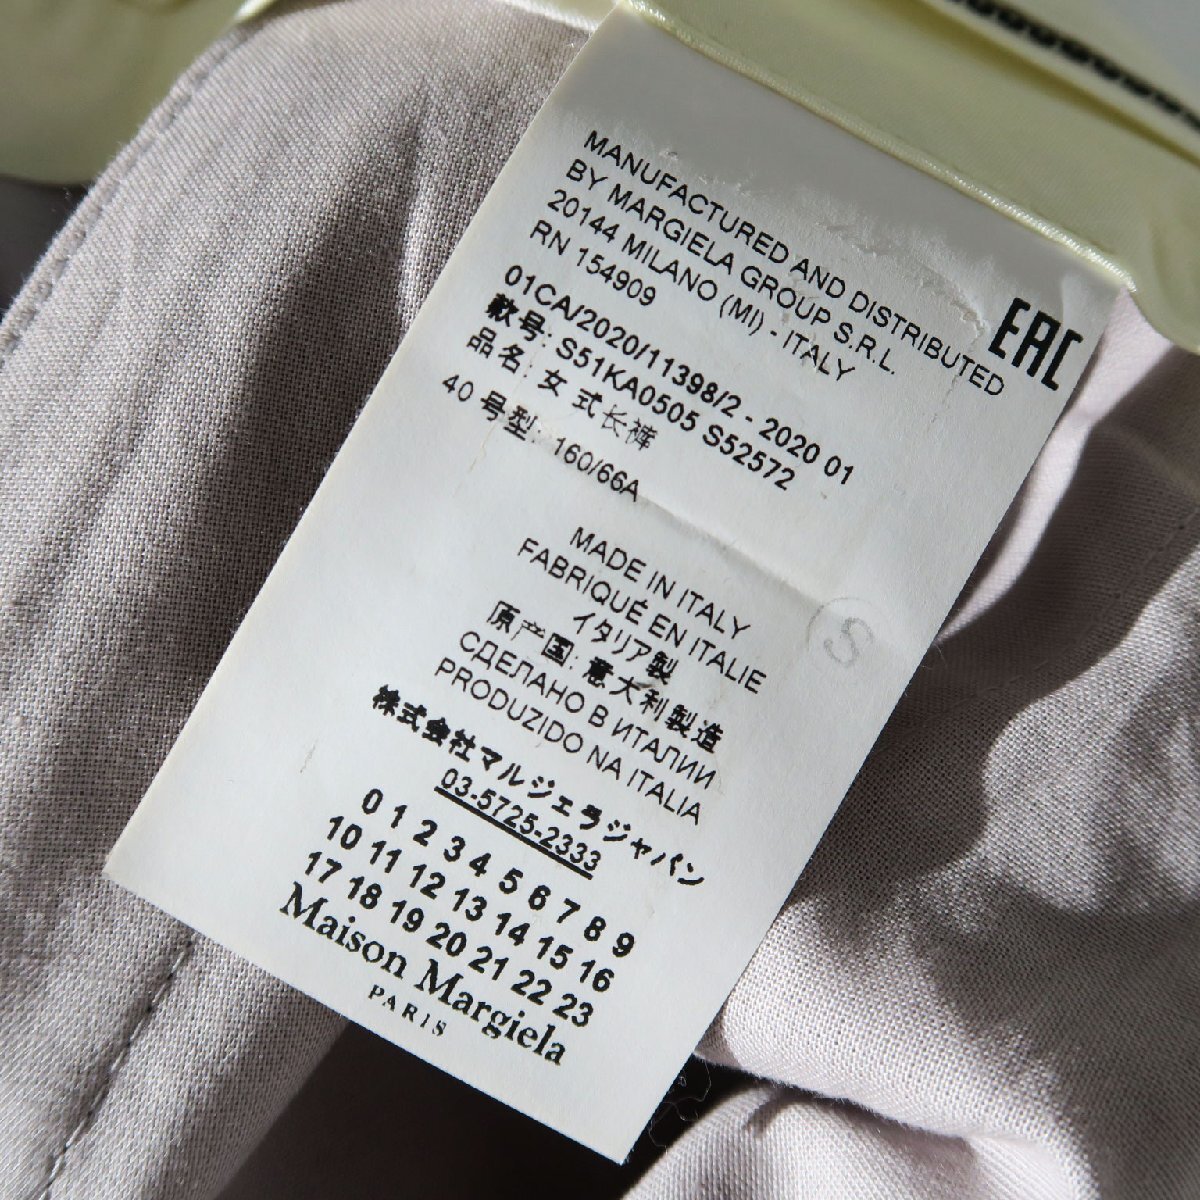 MANUFACTURED AND DISTRIBUTED
BY MARGIELA GROUP S.R.L.
20144 MILANO (MI) - ITALY
RN 154909
EAC
01CA/2020/11398/2 - 2020 01
款号: S51KA0505 S52572
品名: 女 式长裤
40 号型: 160/66A
MADE IN ITALY
FABRIQUÉ EN ITALIE
イタリア製
原产国: 意大利製造
СДЕЛАНО В ИТАЛИИ
PRODUZIDO NA ITALIA
S
株式会社マルジェラジャパン
03-5725-2333
0 1 2 3 4 5 6 7 8 9
10 11 12 13 14 15 16
17 18 19 20 21 22 23
Maison Margiela
PARIS